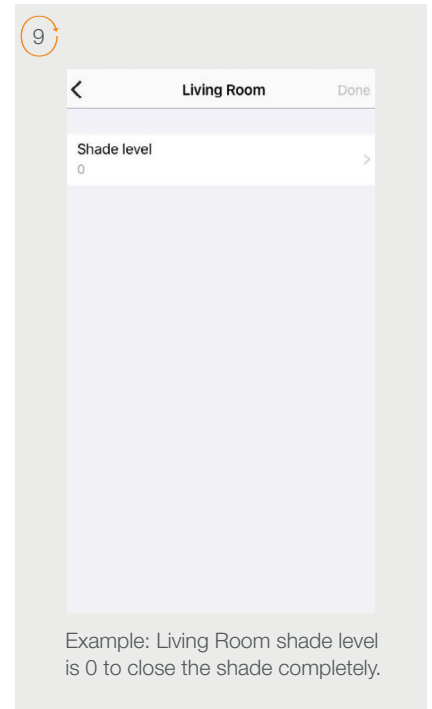 9
Living Room Done
Shade level
0
Example: Living Room shade level
is 0 to close the shade completely.